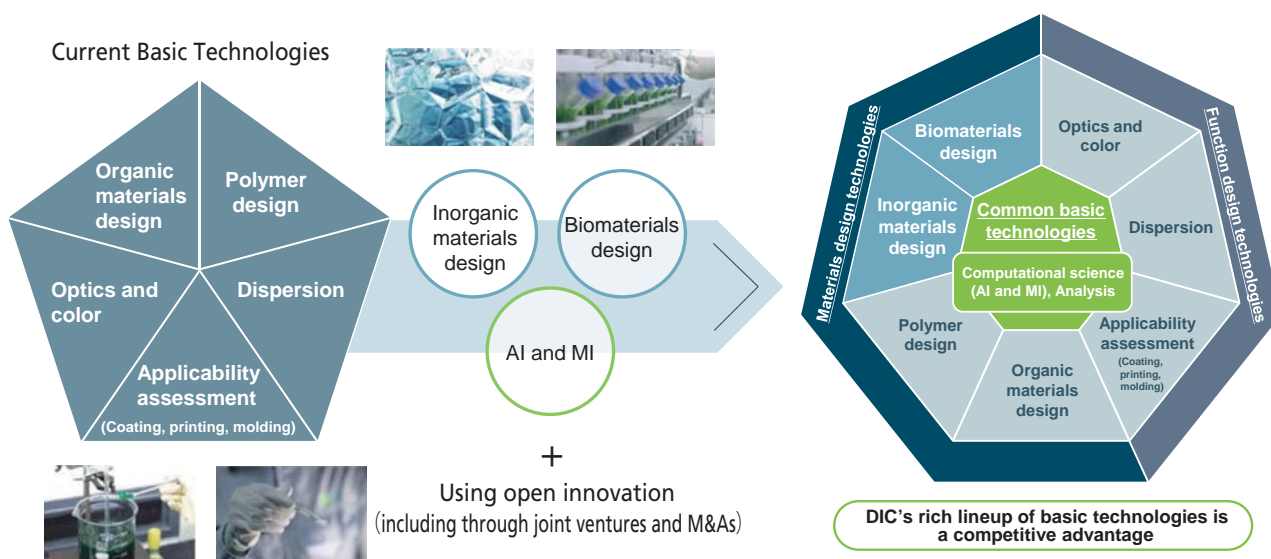 Current Basic Technologies
Organic
materials
design
Polymer
design
Optics and
color
Dispersion
Applicability
assessment
(Coating, printing, molding)
Inorganic
materials
design
Biomaterials
design
AI and MI
+
Using open innovation
(including through joint ventures and M&As)
Materials design technologies
Function design technologies
Biomaterials
design
Optics and
color
Inorganic
materials
design
Common basic
technologies
Dispersion
Computational science
(AI and MI), Analysis
Polymer
design
Applicability
assessment
(Coating,
printing,
molding)
Organic
materials
design
DIC's rich lineup of basic technologies is
a competitive advantage